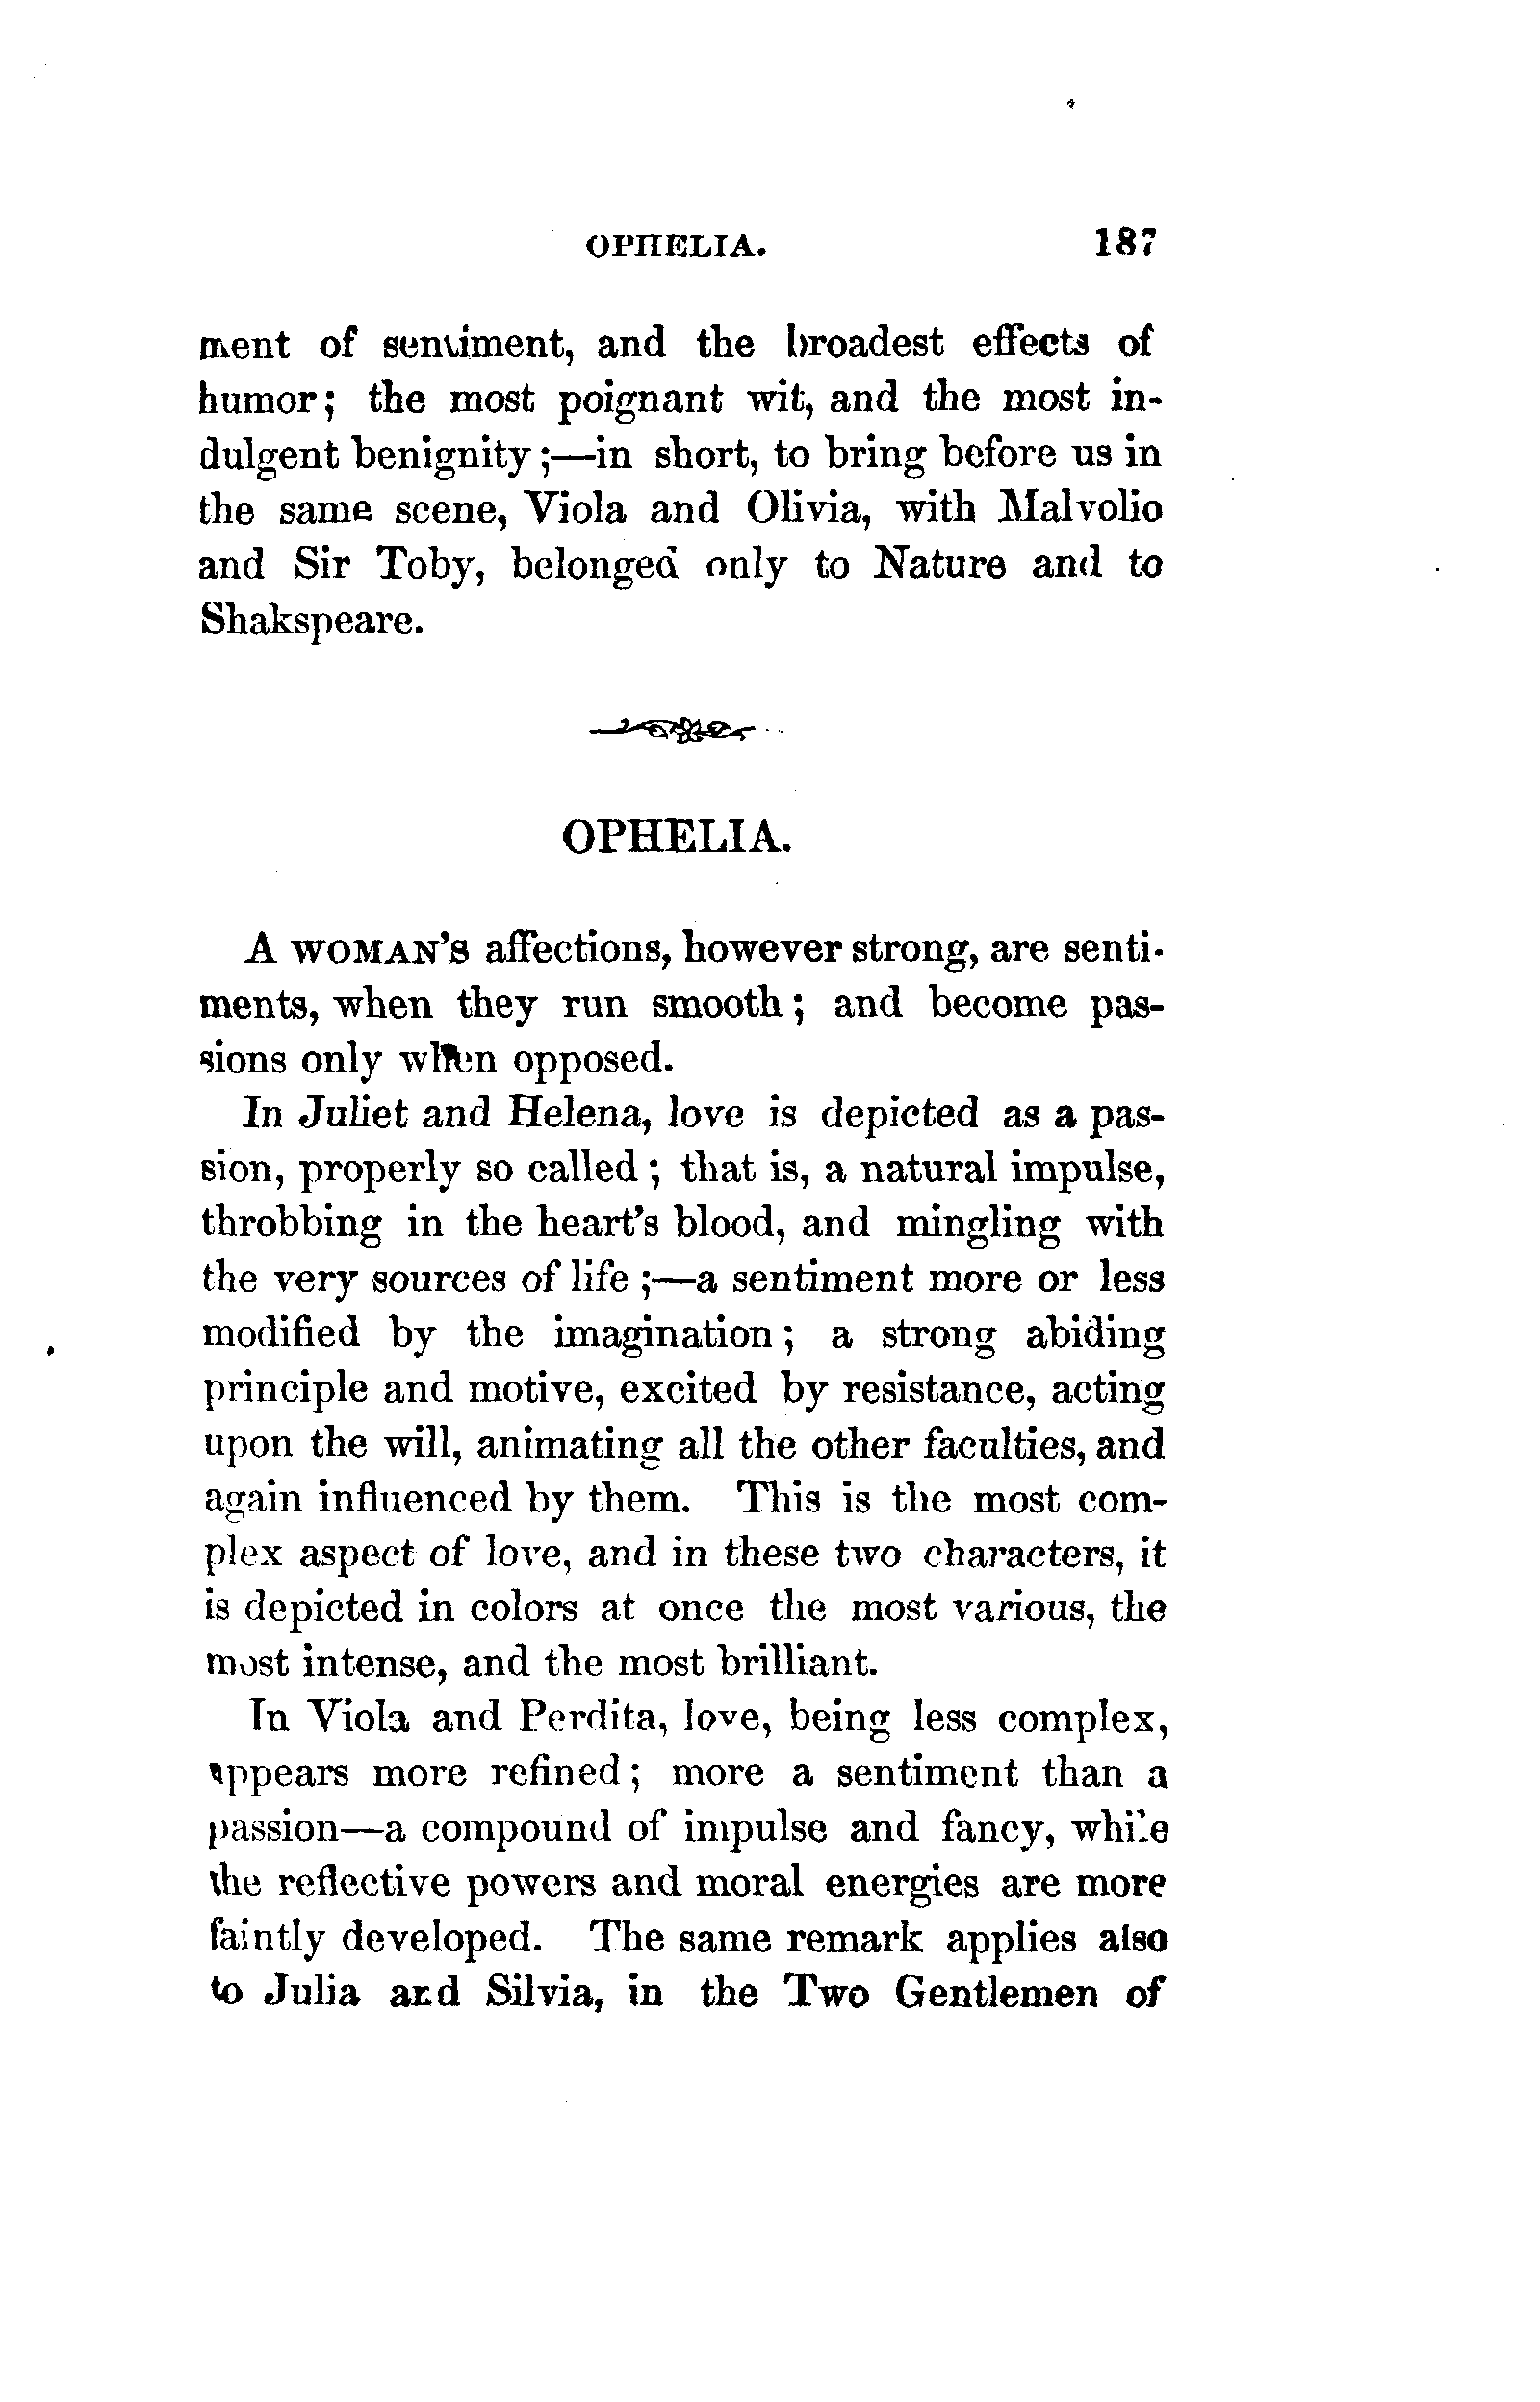 OPHELIA. 187
ment of sentiment, and the broadest effects of
humor; the most poignant wit, and the most in-
dulgent benignity;—in short, to bring before us in
the same scene, Viola and Olivia, with Malvolio
and Sir Toby, belonged only to Nature and to
Shakspeare.
OPHELIA.
A WOMAN'S affections, however strong, are senti-
ments, when they run smooth; and become pas-
sions only when opposed.
In Juliet and Helena, love is depicted as a pas-
sion, properly so called; that is, a natural impulse,
throbbing in the heart's blood, and mingling with
the very sources of life;—a sentiment more or less
modified by the imagination; a strong abiding
principle and motive, excited by resistance, acting
upon the will, animating all the other faculties, and
again influenced by them. This is the most com-
plex aspect of love, and in these two characters, it
is depicted in colors at once the most various, the
most intense, and the most brilliant.
In Viola and Perdita, love, being less complex,
appears more refined; more a sentiment than a
passion—a compound of impulse and fancy, while
the reflective powers and moral energies are more
faintly developed. The same remark applies also
to Julia and Silvia, in the Two Gentlemen of